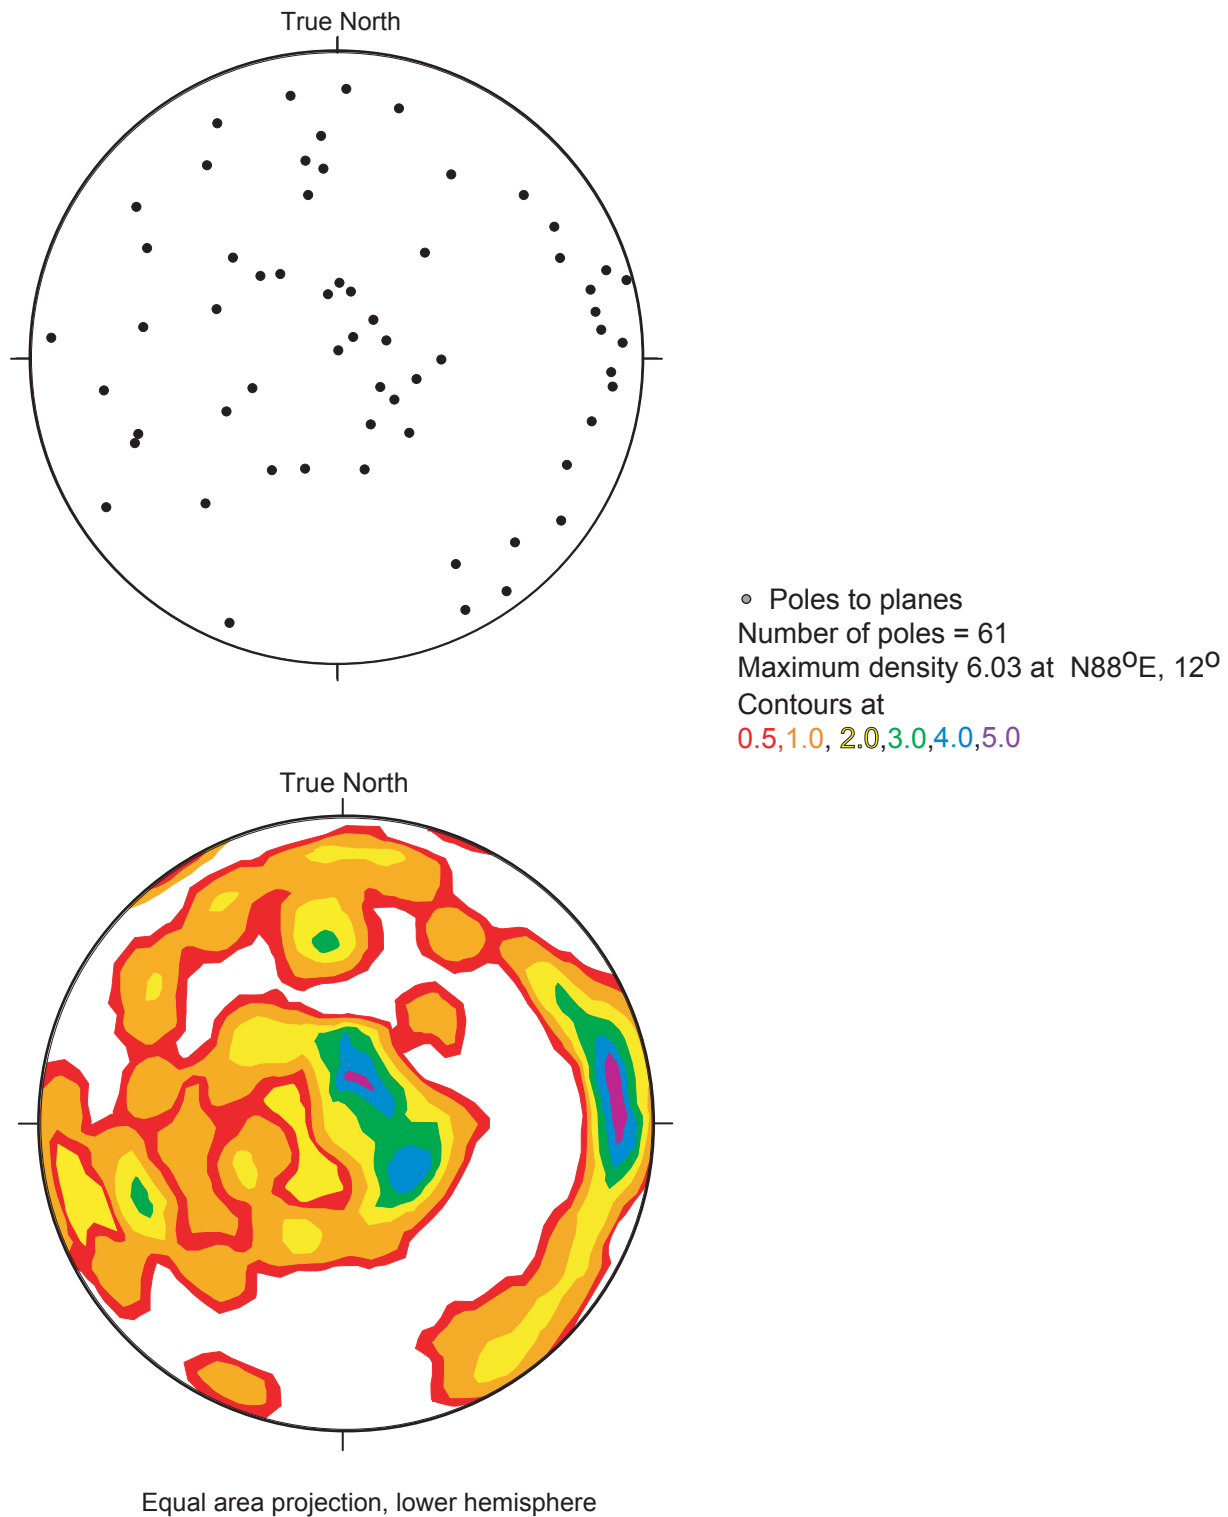 True North
Poles to planes
Number of poles = 61
Maximum density 6.03 at N88ᴼE, 12ᴼ
Contours at
0.5,1.0, 2.0,3.0,4.0,5.0
True North
Equal area projection, lower hemisphere